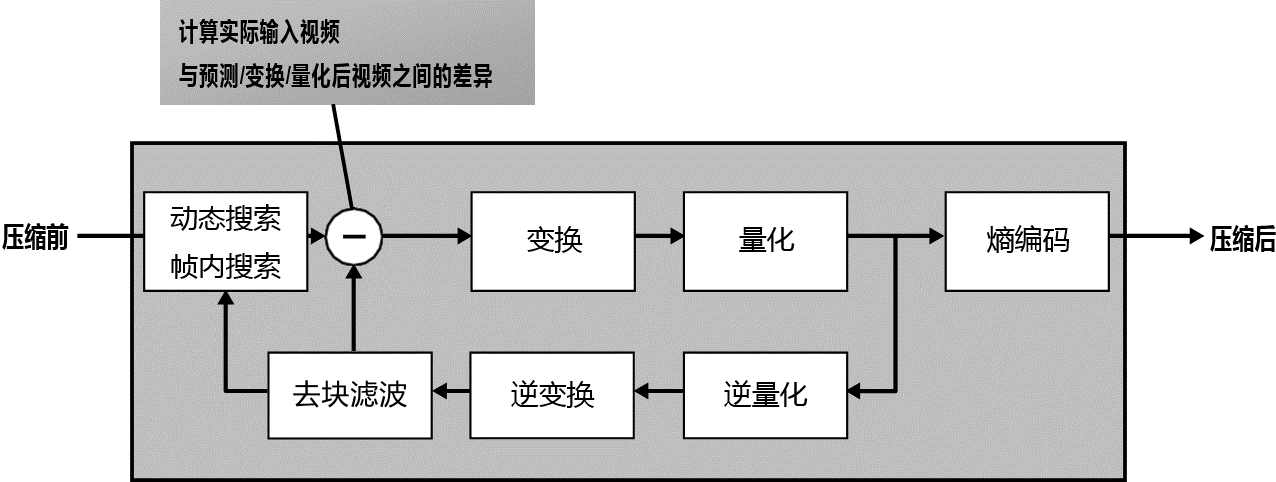 计算实际输入视频
与预测/变换/量化后视频之间的差异
压缩前
动态搜索
帧内搜索
−
变换
量化
熵编码
压缩后
去块滤波
逆变换
逆量化